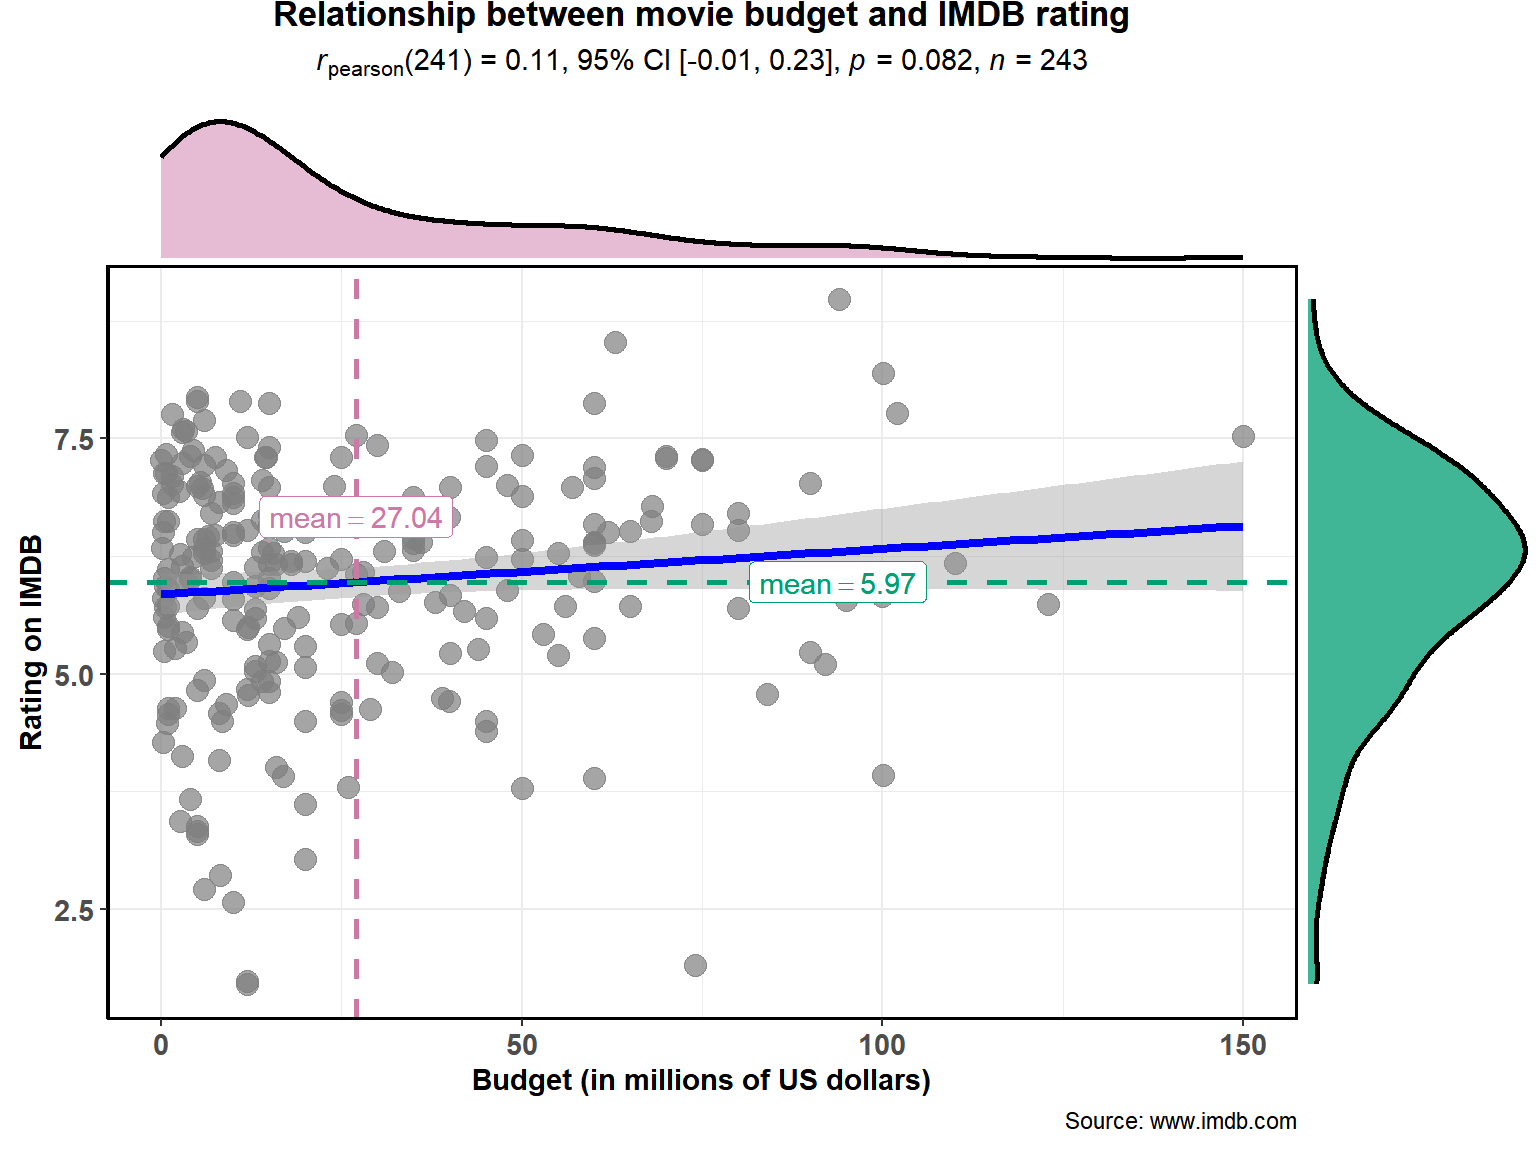 Relationship between movie budget and IMDB rating
r_pearson(241) = 0.11, 95% CI [-0.01, 0.23], p = 0.082, n = 243
7.5
mean = 27.04
mean = 5.97
5.0
2.5
Rating on IMDB
0 50 100 150
Budget (in millions of US dollars)
Source: www.imdb.com